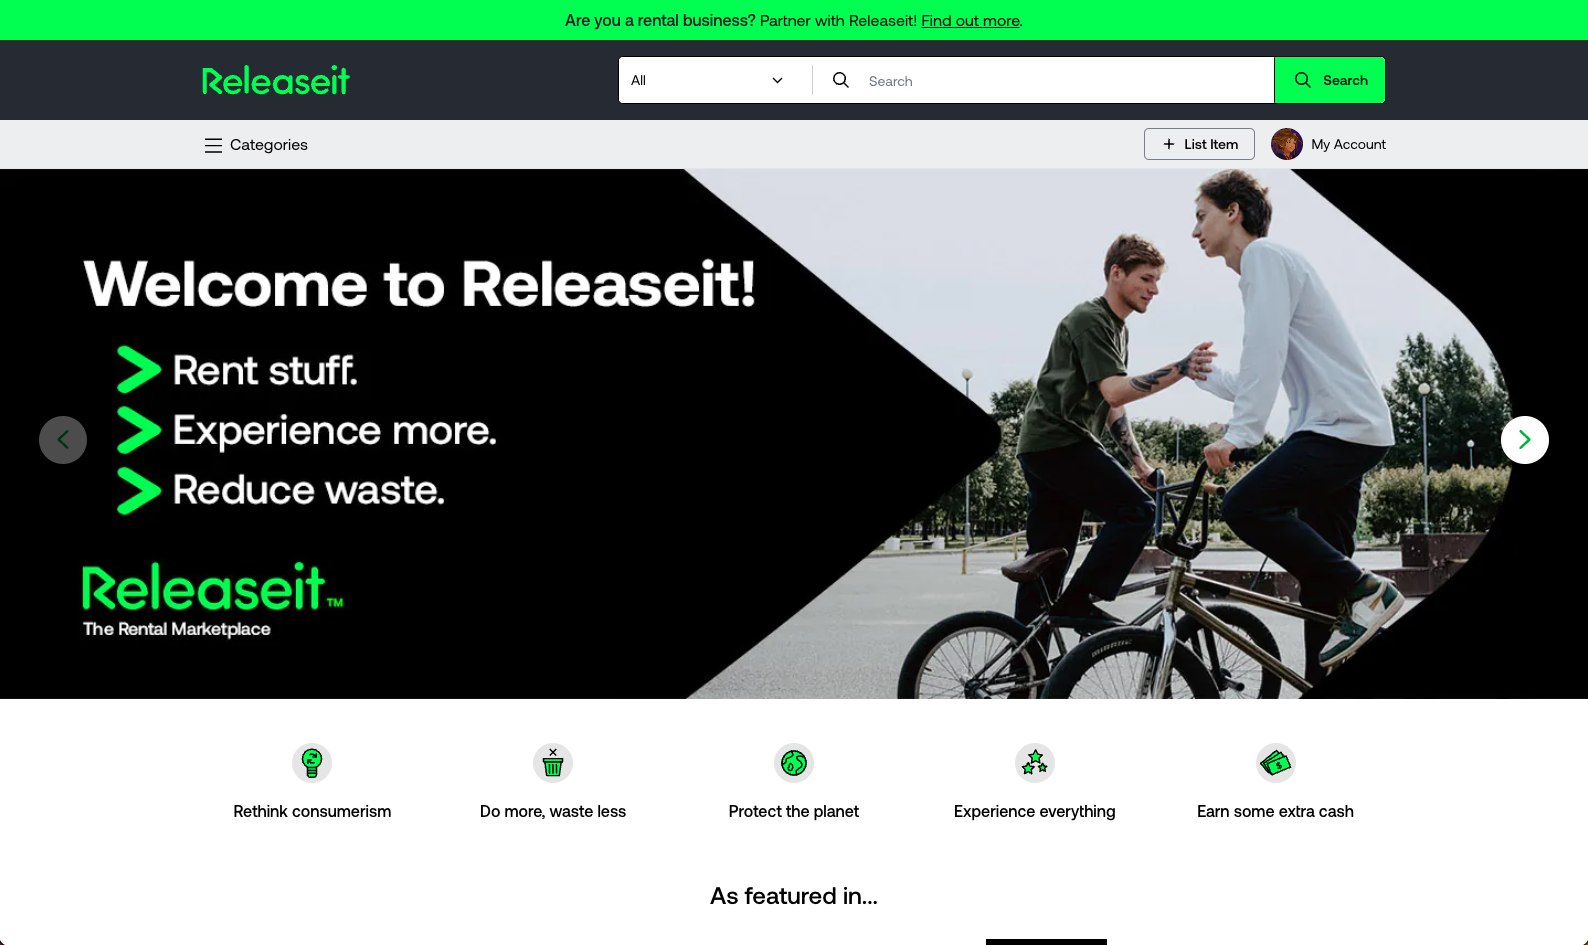 Are you a rental business? Partner with Releaseit! Find out more.
Releaseit
All
Search
Search
Categories
+ List Item
My Account
Welcome to Releaseit!
Rent stuff.
Experience more.
Reduce waste.
Releaseit™
The Rental Marketplace
Rethink consumerism
Do more, waste less
Protect the planet
Experience everything
Earn some extra cash
As featured in...